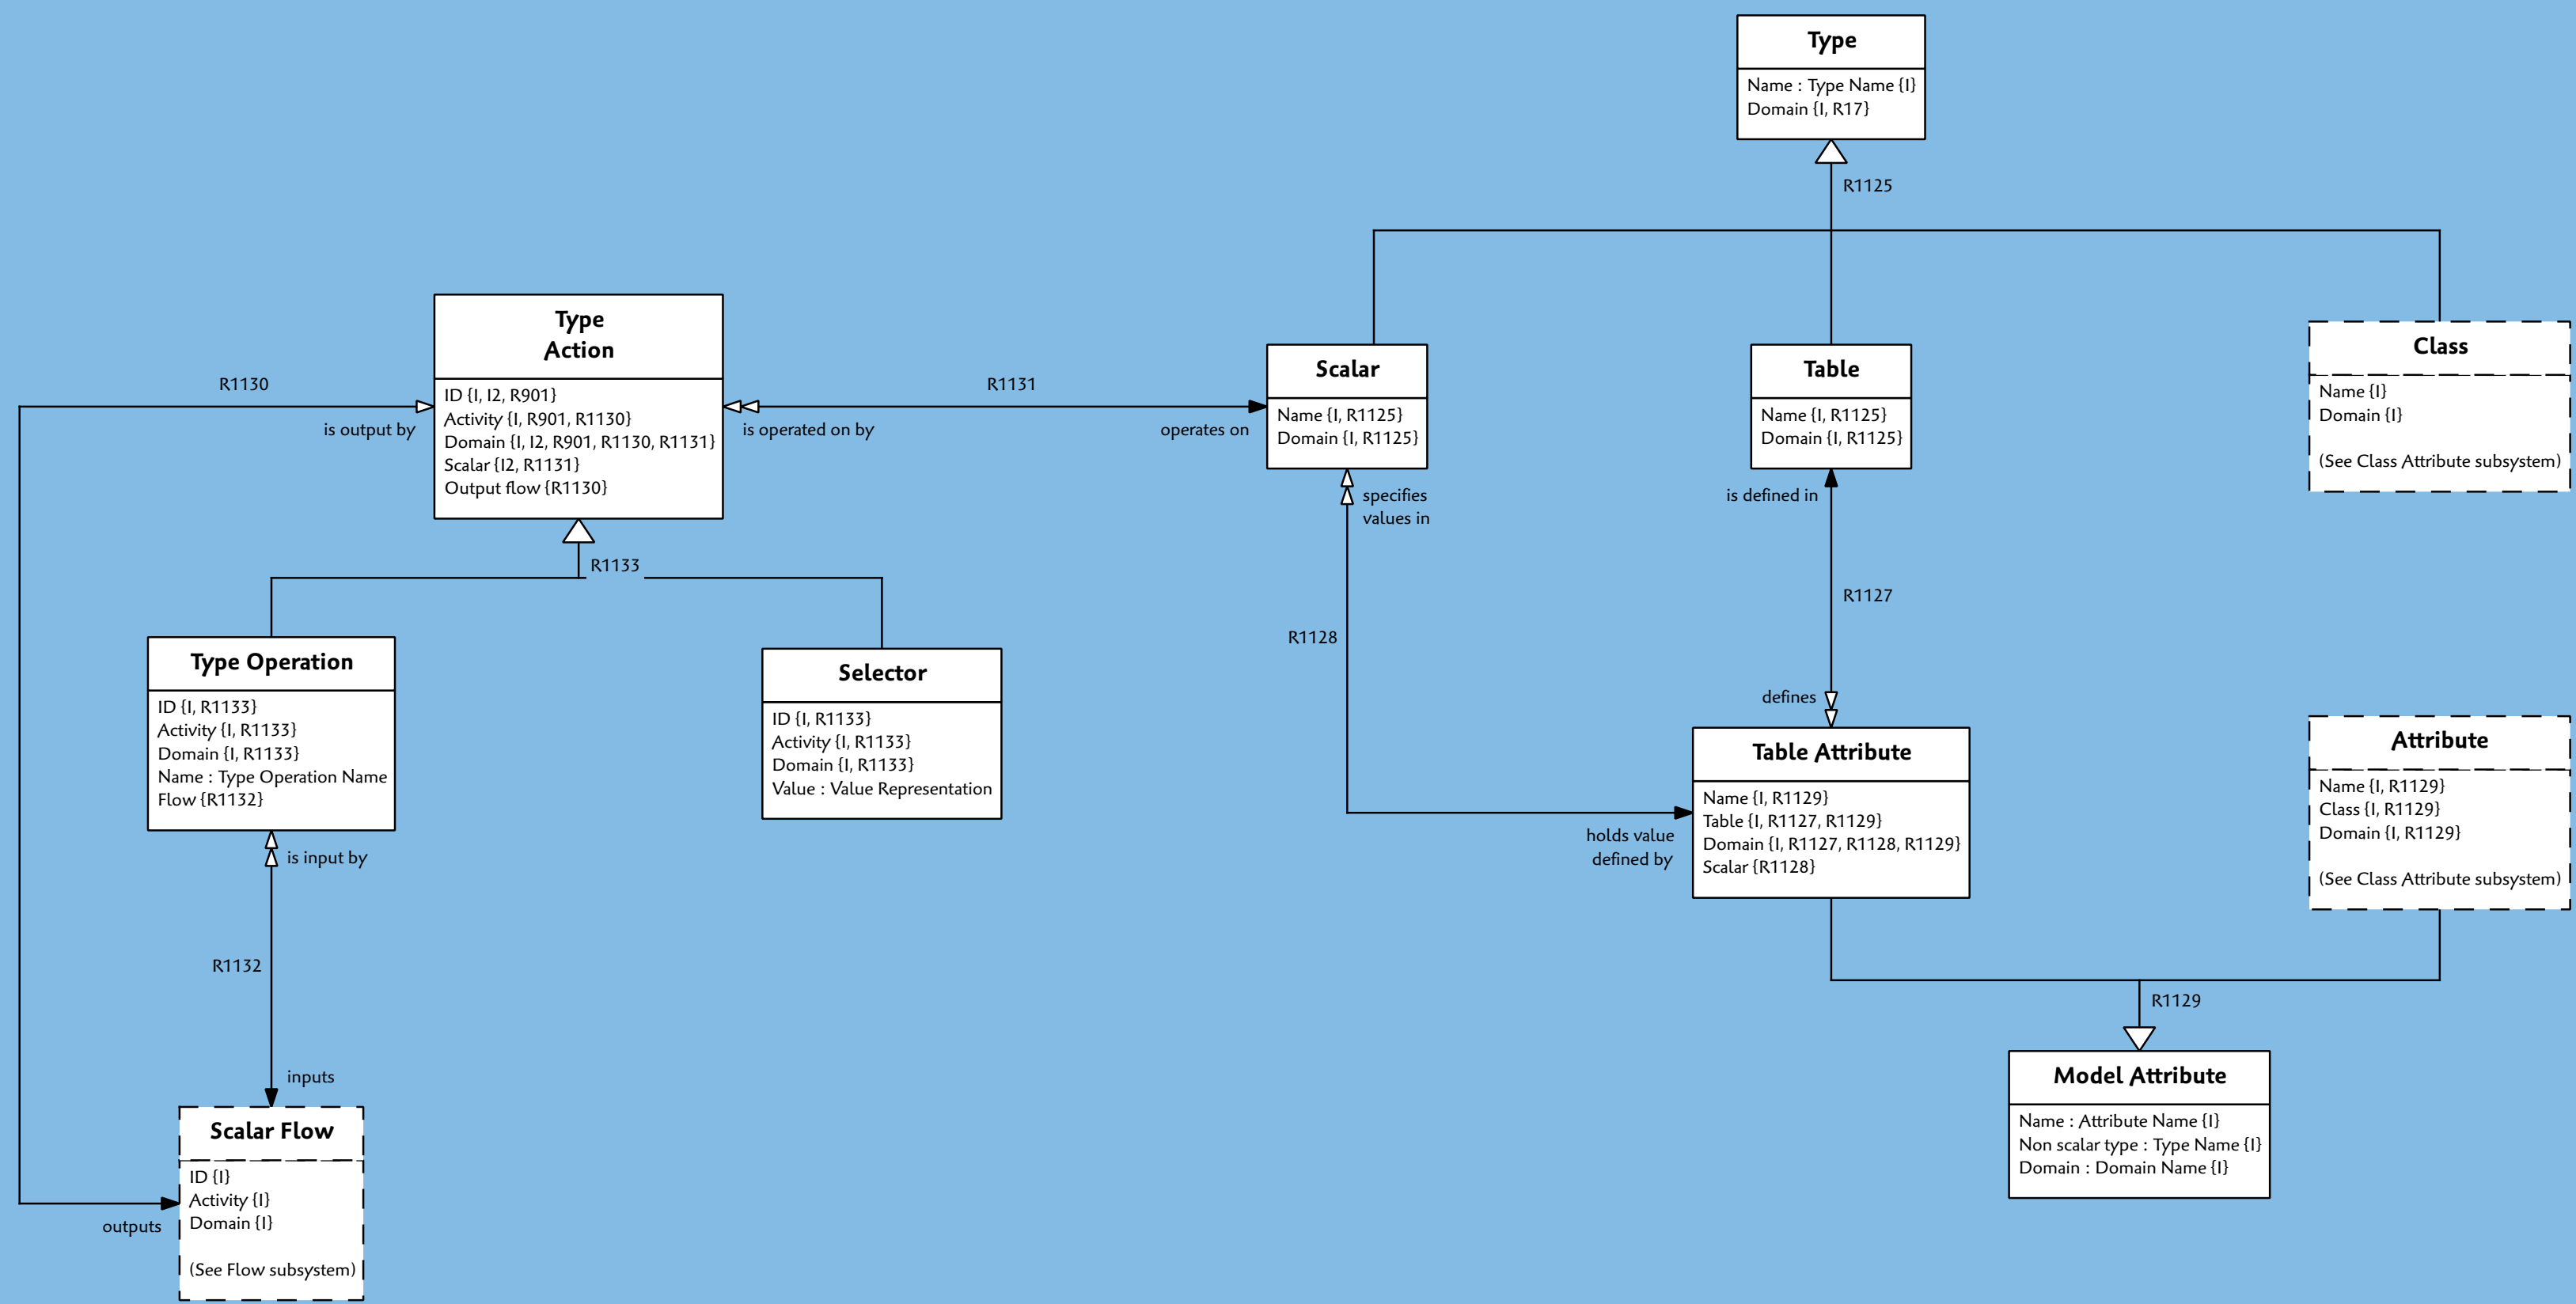 Type
Name : Type Name {I}
Domain {I, R17}
R1125
Type
Action
ID {I, I2, R901}
Activity {I, R901, R1130}
Domain {I, I2, R901, R1130, R1131}
Scalar {I2, R1131}
Output flow {R1130}
R1130
is output by
R1131
is operated on by
operates on
Scalar
Name {I, R1125}
Domain {I, R1125}
Table
Name {I, R1125}
Domain {I, R1125}
Class
Name {I}
Domain {I}
(See Class Attribute subsystem)
specifies
values in
is defined in
R1133
R1127
R1128
Type Operation
ID {I, R1133}
Activity {I, R1133}
Domain {I, R1133}
Name : Type Operation Name
Flow {R1132}
Selector
ID {I, R1133}
Activity {I, R1133}
Domain {I, R1133}
Value : Value Representation
defines
Table Attribute
Name {I, R1129}
Table {I, R1127, R1129}
Domain {I, R1127, R1128, R1129}
Scalar {R1128}
holds value
defined by
Attribute
Name {I, R1129}
Class {I, R1129}
Domain {I, R1129}
(See Class Attribute subsystem)
is input by
R1132
inputs
R1129
Model Attribute
Name : Attribute Name {I}
Non scalar type : Type Name {I}
Domain : Domain Name {I}
Scalar Flow
ID {I}
Activity {I}
Domain {I}
(See Flow subsystem)
outputs